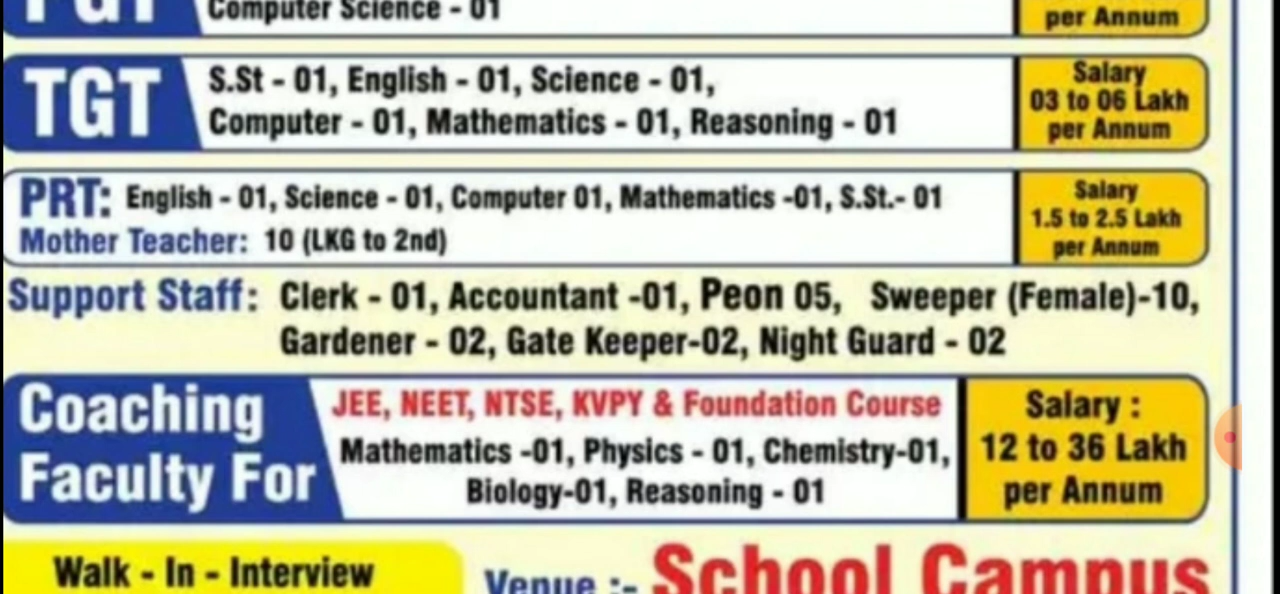 PGT
Computer Science - 01
per Annum
TGT
S.St - 01, English - 01, Science - 01,
Computer - 01, Mathematics - 01, Reasoning - 01
Salary
03 to 06 Lakh
per Annum
PRT: English - 01, Science - 01, Computer 01, Mathematics -01, S.St.- 01
Mother Teacher: 10 (LKG to 2nd)
Salary
1.5 to 2.5 Lakh
per Annum
Support Staff: Clerk - 01, Accountant -01, Peon 05, Sweeper (Female)-10,
Gardener - 02, Gate Keeper-02, Night Guard - 02
Coaching
Faculty For
JEE, NEET, NTSE, KVPY & Foundation Course
Mathematics -01, Physics - 01, Chemistry-01,
Biology-01, Reasoning - 01
Salary :
12 to 36 Lakh
per Annum
Walk - In - Interview
Venue :- School Campus